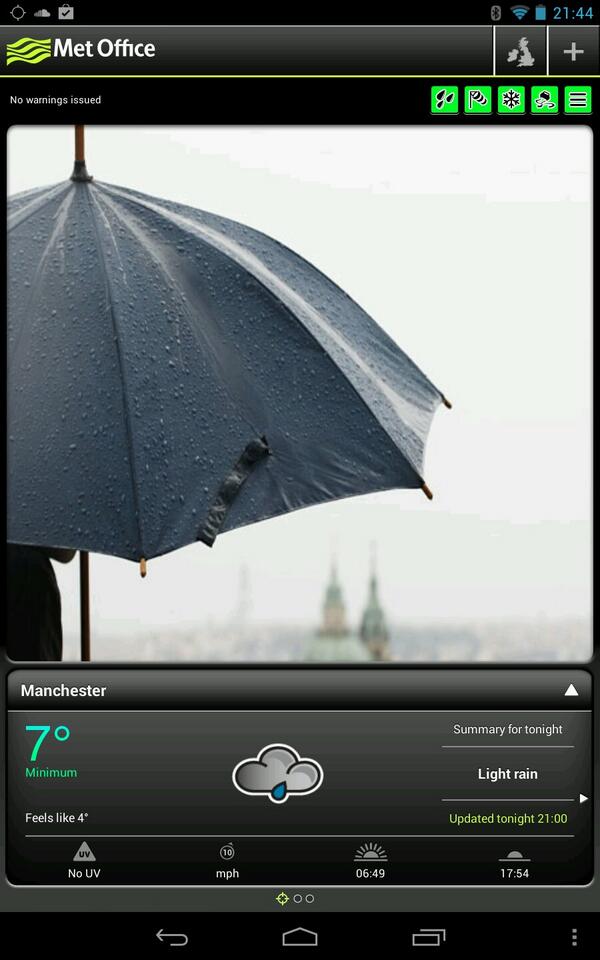 21:44
Met Office
No warnings issued
Manchester
7°
Minimum
Feels like 4°
Summary for tonight
Light rain
Updated tonight 21:00
UV
No UV
10
mph
06:49
17:54